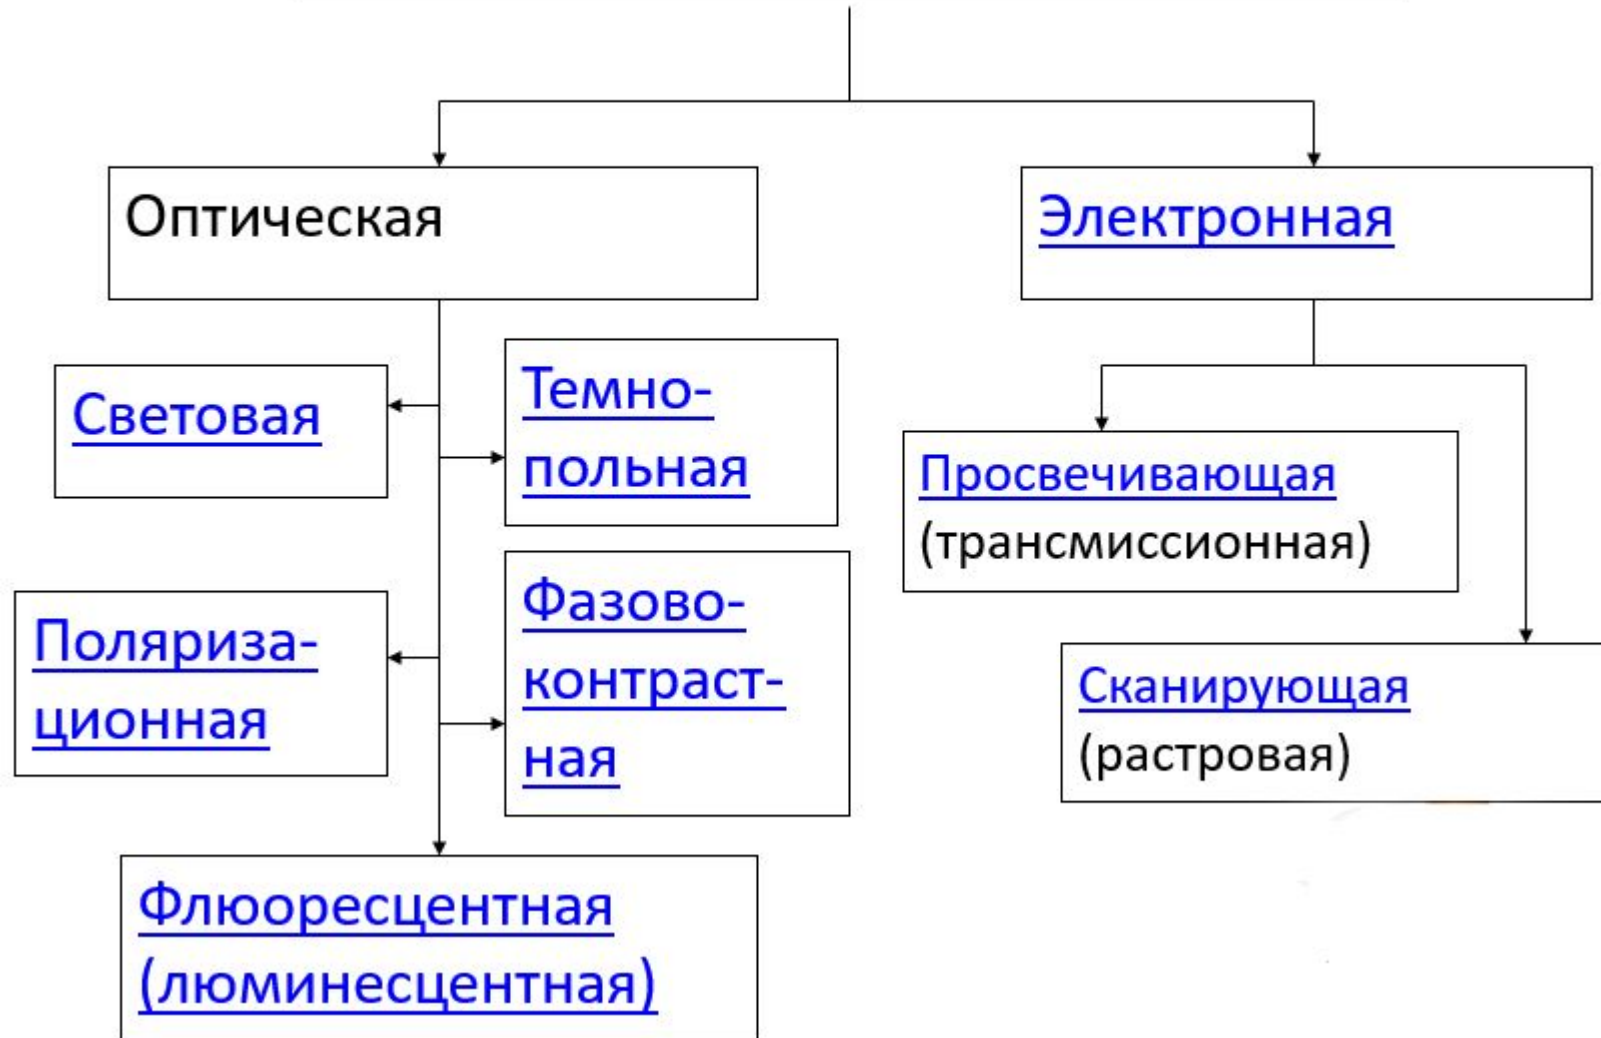 Оптическая
Электронная
Световая
Темно-
польная
Просвечивающая
(трансмиссионная)
Поляриза-
ционная
Фазово-
контраст-
ная
Сканирующая
(растровая)
Флюоресцентная
(люминесцентная)